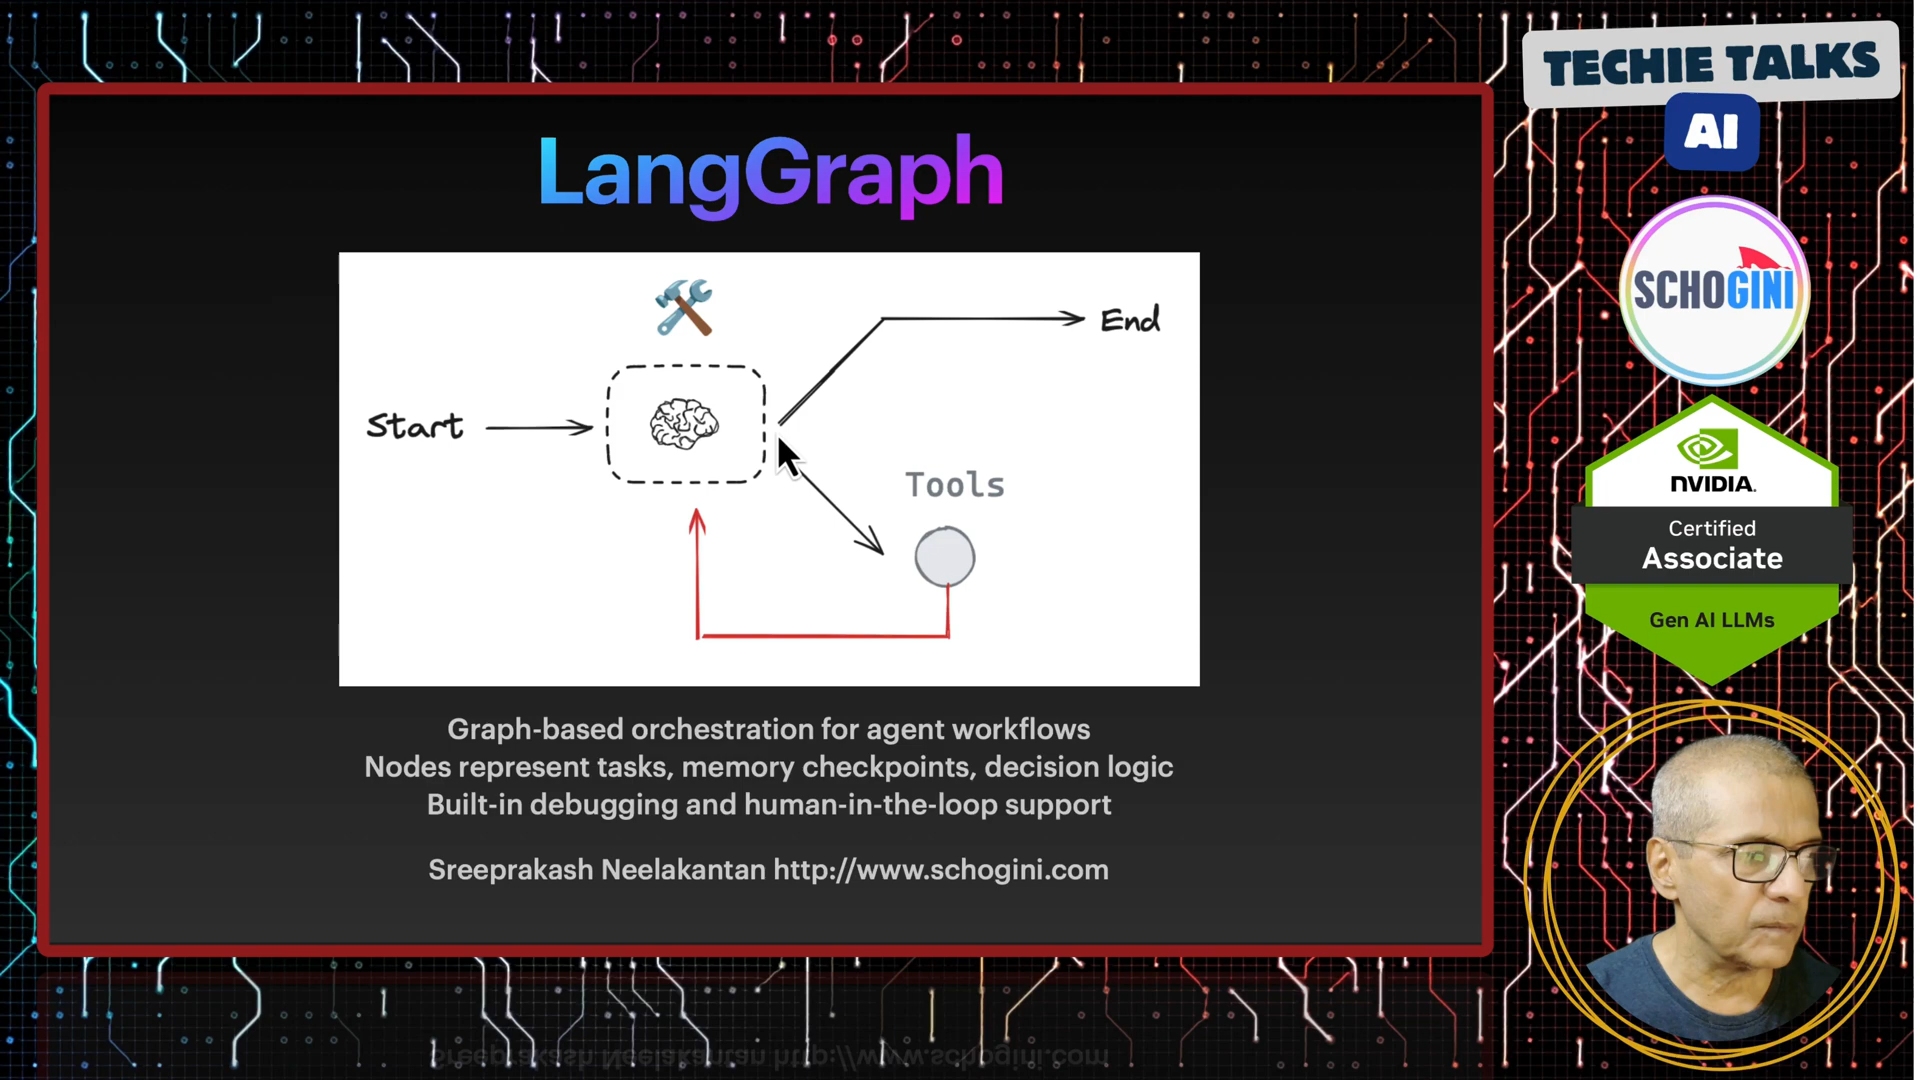 TECHIE TALKS
AI
LangGraph
SCHOGINI
End
Start
Tools
NVIDIA.
Certified
Associate
Gen AI LLMs
Graph-based orchestration for agent workflows
Nodes represent tasks, memory checkpoints, decision logic
Built-in debugging and human-in-the-loop support
Sreeprakash Neelakantan http://www.schogini.com